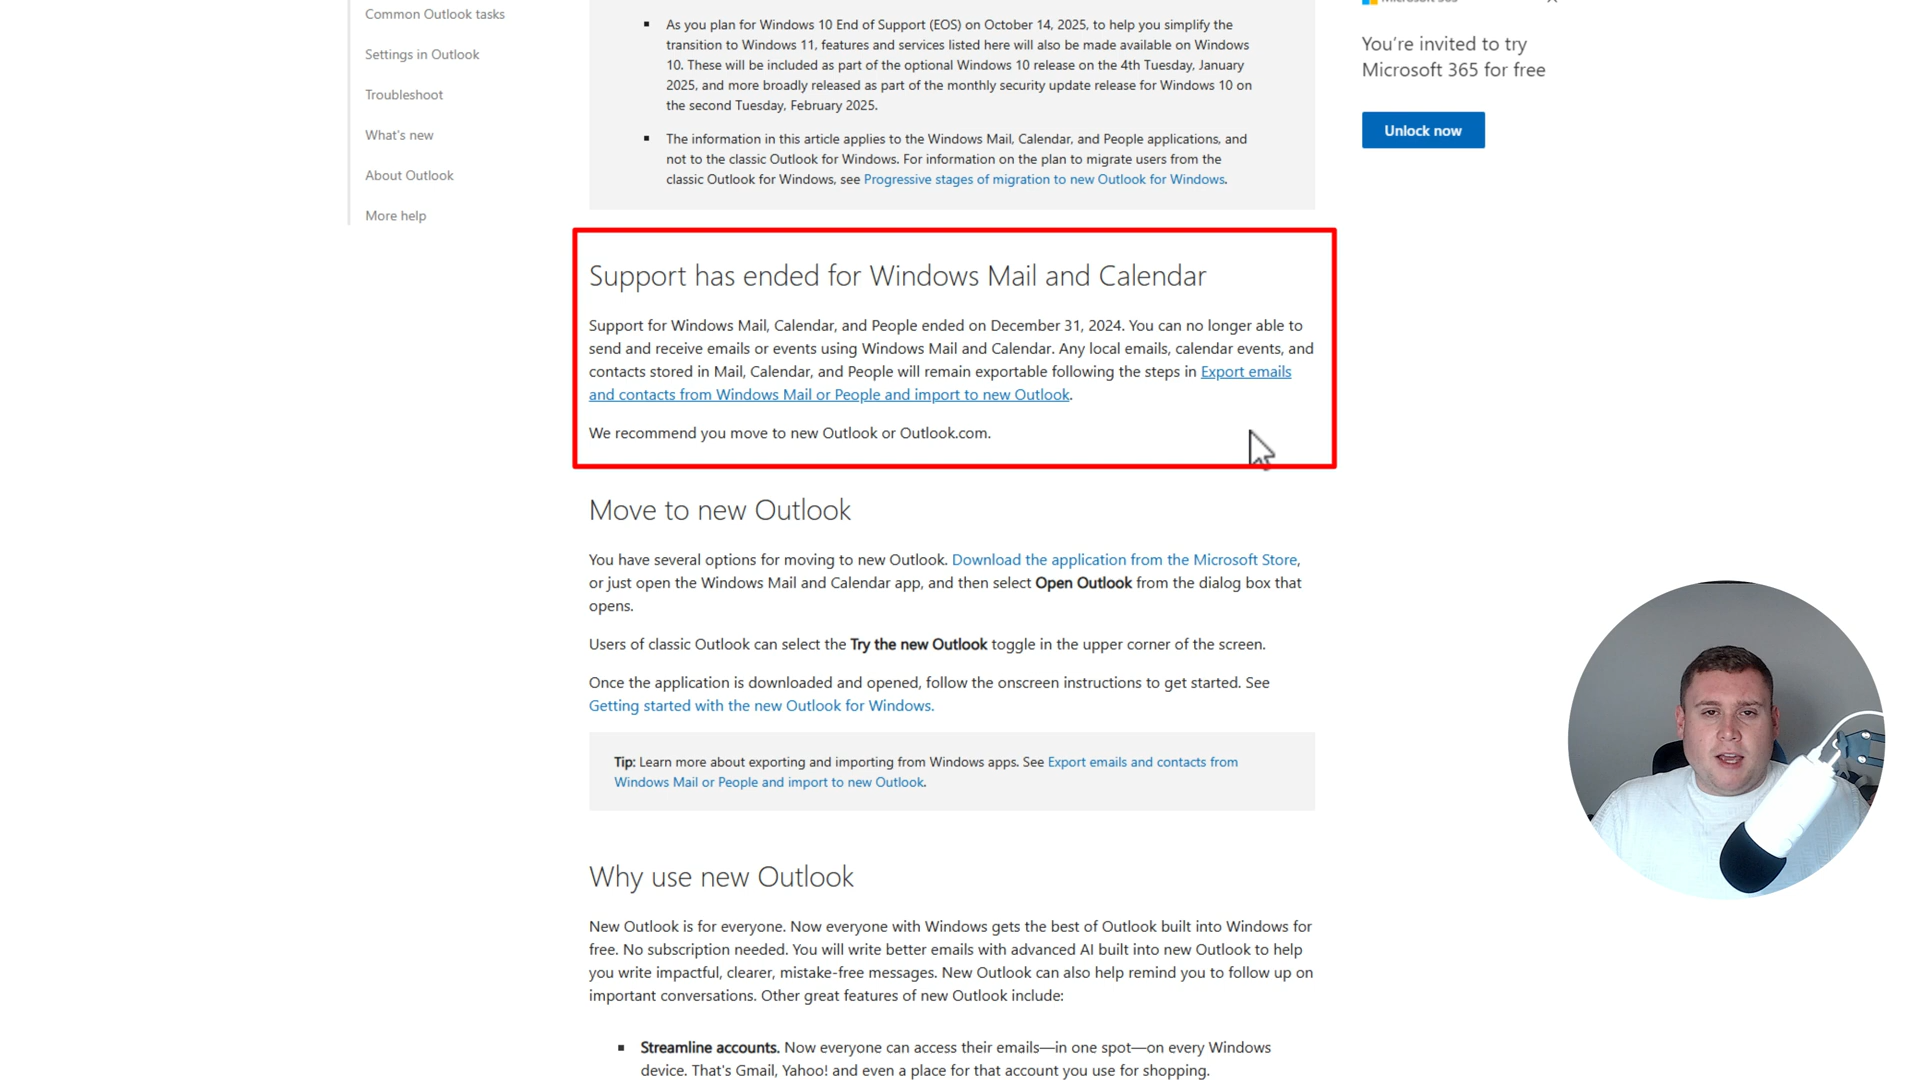 Common Outlook tasks
Settings in Outlook
Troubleshoot
What's new
About Outlook
More help
▪ As you plan for Windows 10 End of Support (EOS) on October 14, 2025, to help you simplify the
transition to Windows 11, features and services listed here will also be made available on Windows
10. These will be included as part of the optional Windows 10 release on the 4th Tuesday, January
2025, and more broadly released as part of the monthly security update release for Windows 10 on
the second Tuesday, February 2025.
▪ The information in this article applies to the Windows Mail, Calendar, and People applications, and
not to the classic Outlook for Windows. For information on the plan to migrate users from the
classic Outlook for Windows, see Progressive stages of migration to new Outlook for Windows.
Support has ended for Windows Mail and Calendar
Support for Windows Mail, Calendar, and People ended on December 31, 2024. You can no longer able to
send and receive emails or events using Windows Mail and Calendar. Any local emails, calendar events, and
contacts stored in Mail, Calendar, and People will remain exportable following the steps in Export emails
and contacts from Windows Mail or People and import to new Outlook.
We recommend you move to new Outlook or Outlook.com.
Move to new Outlook
You have several options for moving to new Outlook. Download the application from the Microsoft Store,
or just open the Windows Mail and Calendar app, and then select Open Outlook from the dialog box that
opens.
Users of classic Outlook can select the Try the new Outlook toggle in the upper corner of the screen.
Once the application is downloaded and opened, follow the onscreen instructions to get started. See
Getting started with the new Outlook for Windows.
Tip: Learn more about exporting and importing from Windows apps. See Export emails and contacts from
Windows Mail or People and import to new Outlook.
Why use new Outlook
New Outlook is for everyone. Now everyone with Windows gets the best of Outlook built into Windows for
free. No subscription needed. You will write better emails with advanced AI built into new Outlook to help
you write impactful, clearer, mistake-free messages. New Outlook can also help remind you to follow up on
important conversations. Other great features of new Outlook include:
▪ Streamline accounts. Now everyone can access their emails—in one spot—on every Windows
device. That's Gmail, Yahoo! and even a place for that account you use for shopping.
You're invited to try
Microsoft 365 for free
Unlock now